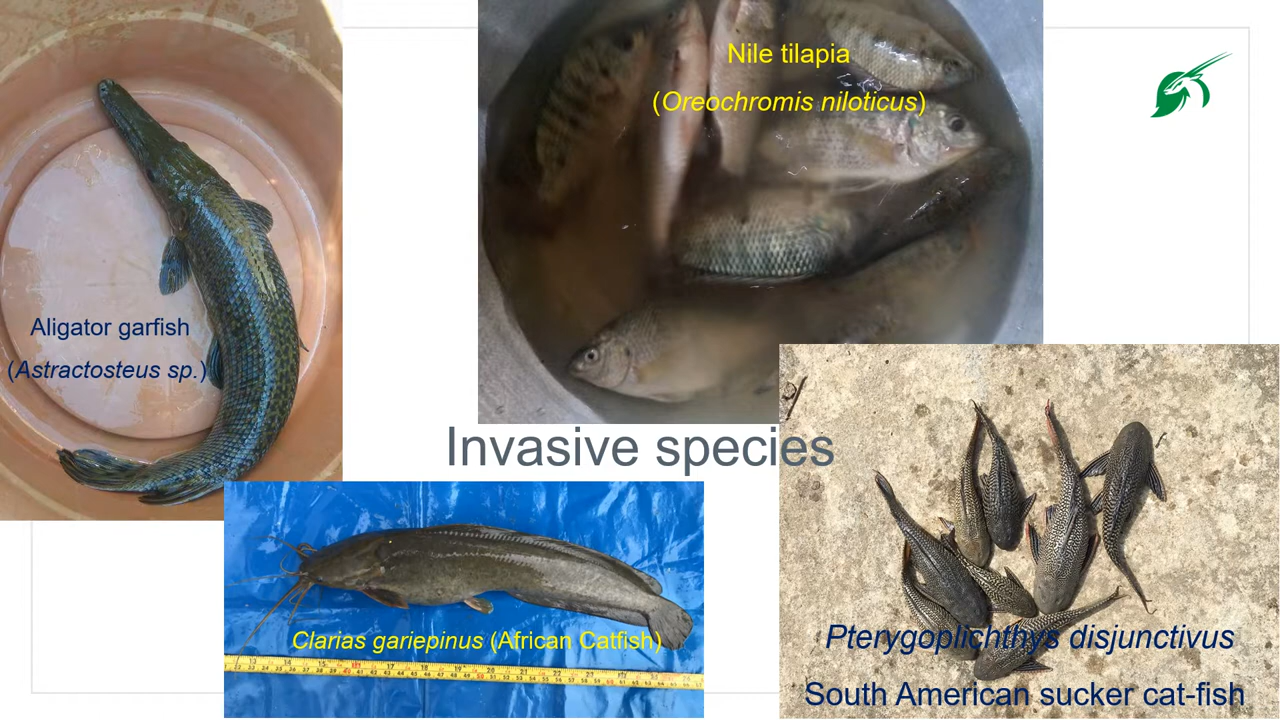 Nile tilapia
(Oreochromis niloticus)
Aligator garfish
(Astractosteus sp.)
Invasive species
Clarias gariepinus (African Catfish)
Pterygoplichthys disjunctivus
South American sucker cat-fish